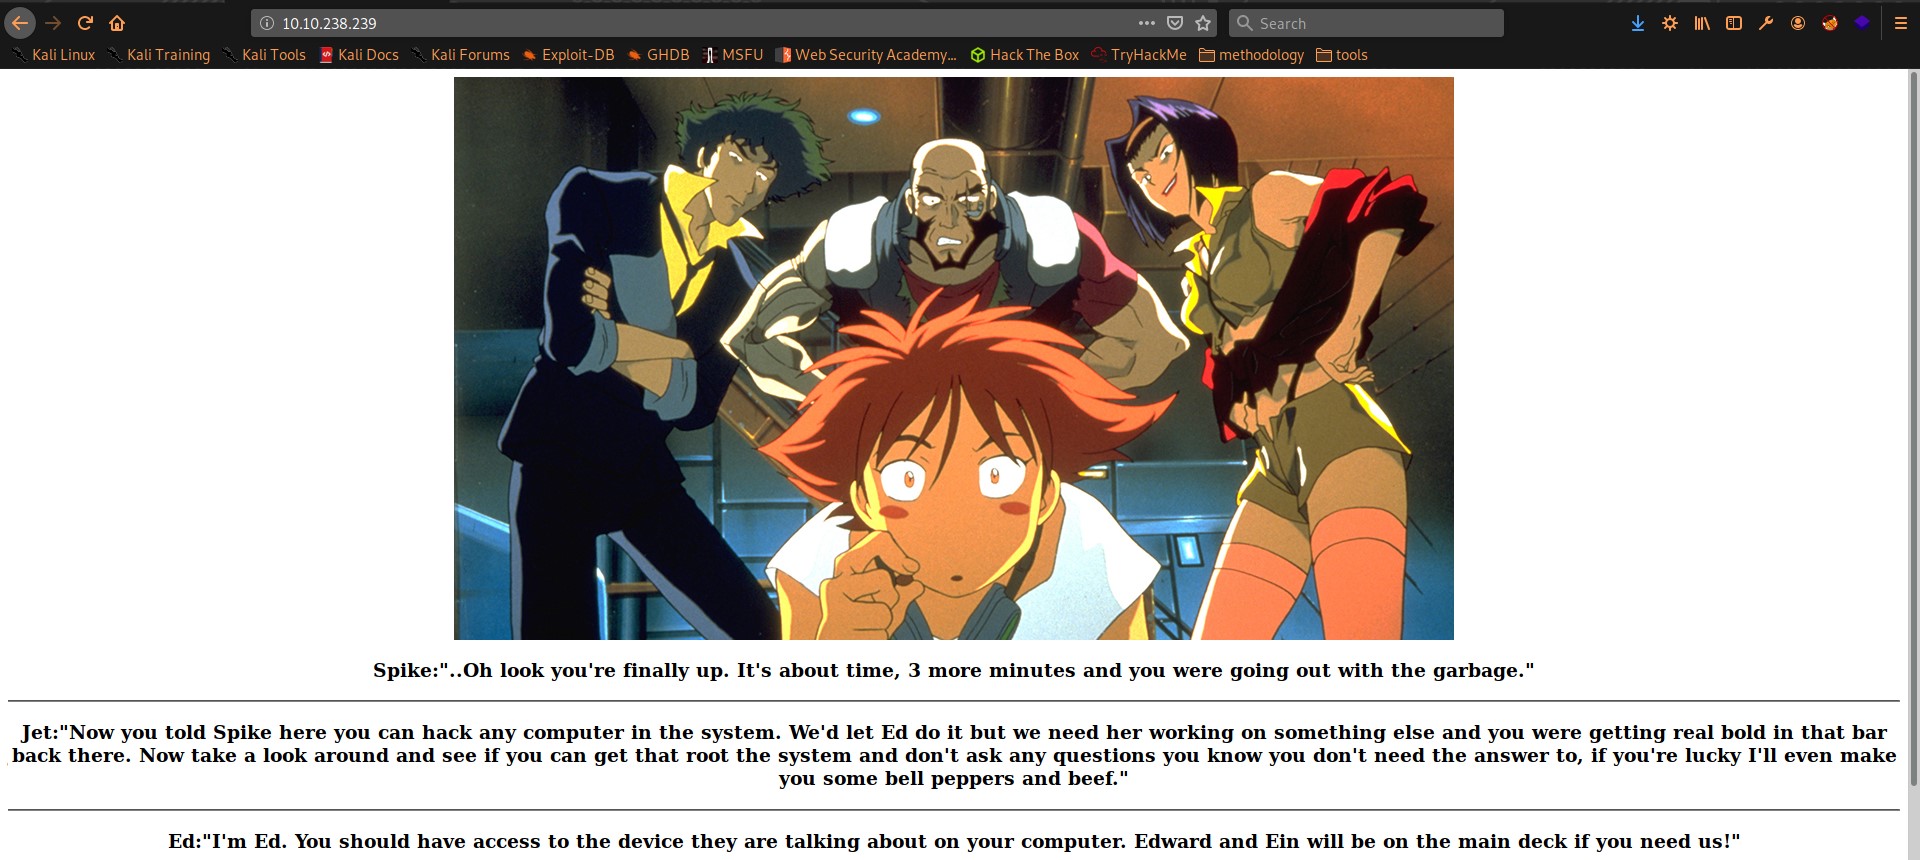 10.10.238.239
Search
Kali Linux Kali Training Kali Tools Kali Docs Kali Forums Exploit-DB GHDB MSFU Web Security Academy... Hack The Box TryHackMe methodology tools
Spike:"..Oh look you're finally up. It's about time, 3 more minutes and you were going out with the garbage."
Jet:"Now you told Spike here you can hack any computer in the system. We'd let Ed do it but we need her working on something else and you were getting real bold in that bar
back there. Now take a look around and see if you can get that root the system and don't ask any questions you know you don't need the answer to, if you're lucky I'll even make
you some bell peppers and beef."
Ed:"I'm Ed. You should have access to the device they are talking about on your computer. Edward and Ein will be on the main deck if you need us!"